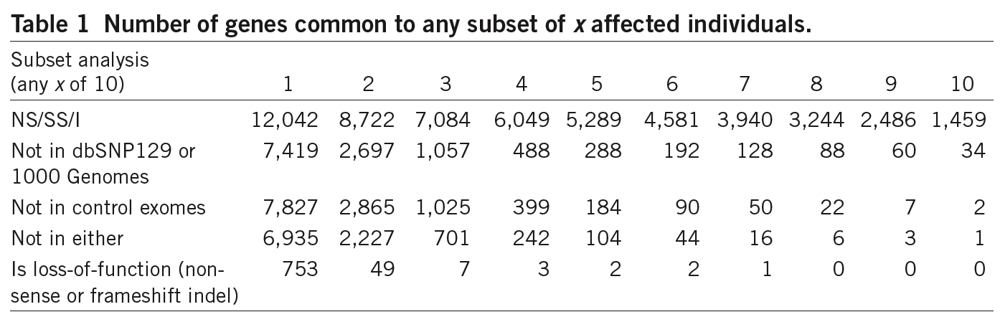 Table 1 Number of genes common to any subset of x affected individuals.
Subset analysis
(any x of 10) 1 2 3 4 5 6 7 8 9 10
NS/SS/I 12,042 8,722 7,084 6,049 5,289 4,581 3,940 3,244 2,486 1,459
Not in dbSNP129 or 7,419 2,697 1,057 488 288 192 128 88 60 34
1000 Genomes
Not in control exomes 7,827 2,865 1,025 399 184 90 50 22 7 2
Not in either 6,935 2,227 701 242 104 44 16 6 3 1
Is loss-of-function (non- 753 49 7 3 2 2 1 0 0 0
sense or frameshift indel)